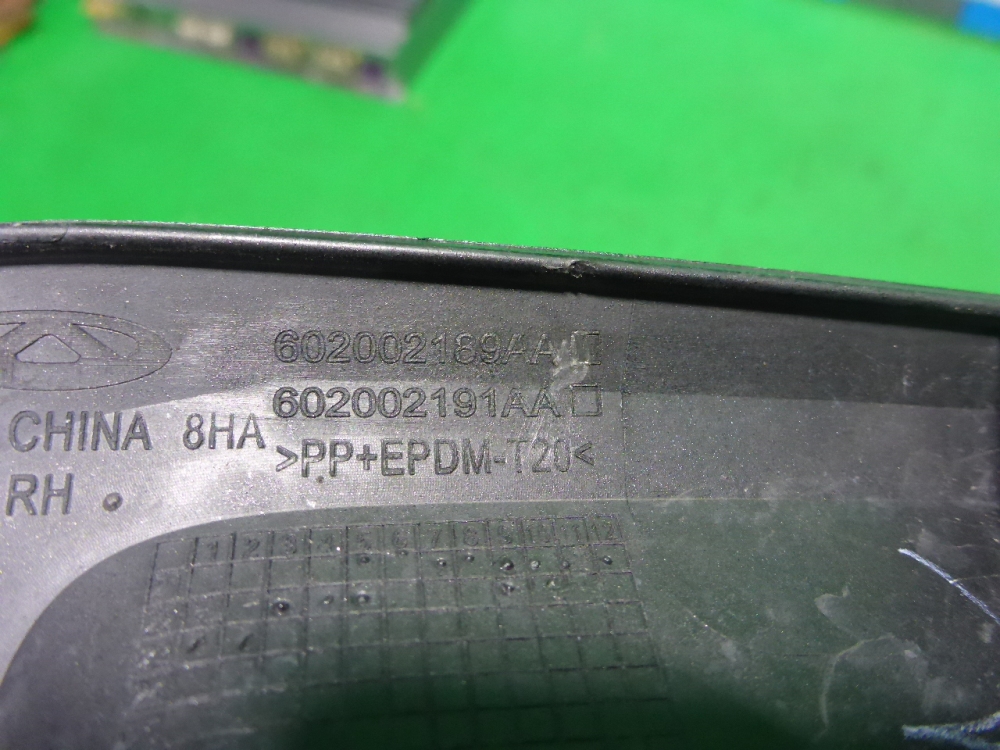 602002189AA□
602002191AA□
CHINA 8HA
>PP+EPDM-T20<
RH
1 2 3 4 5 6 7 8 9 10 11 12